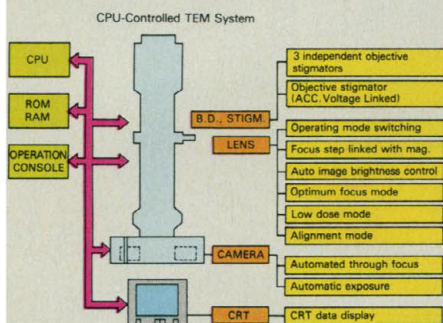 CPU-Controlled TEM System
CPU
ROM
RAM
OPERATION
CONSOLE
B.D., STIGM.
3 independent objective
stigmators
Objective stigmator
(ACC. Voltage Linked)
LENS
Operating mode switching
Focus step linked with mag.
Auto image brightness control
Optimum focus mode
Low dose mode
Alignment mode
CAMERA
Automated through focus
Automatic exposure
CRT
CRT data display